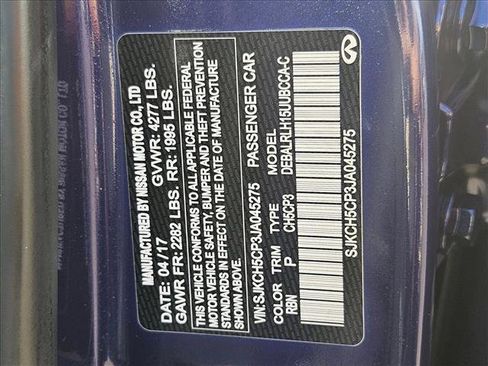 MANUFACTURED BY NISSAN MOTOR CO, LTD
DATE: 04/17 GVWR: 4277 LBS.
GAWR FR: 2282 LBS. RR: 1995 LBS.
THIS VEHICLE CONFORMS TO ALL APPLICABLE FEDERAL
MOTOR VEHICLE SAFETY, BUMPER AND THEFT PREVENTION
STANDARDS IN EFFECT ON THE DATE OF MANUFACTURE
SHOWN ABOVE.
VIN:SJKCH5CP3JA045275 PASSENGER CAR
COLOR TRIM TYPE MODEL
RBN P CH5CP3 DEBALRLH15UUBCCA-C
SJKCH5CP3JA045275